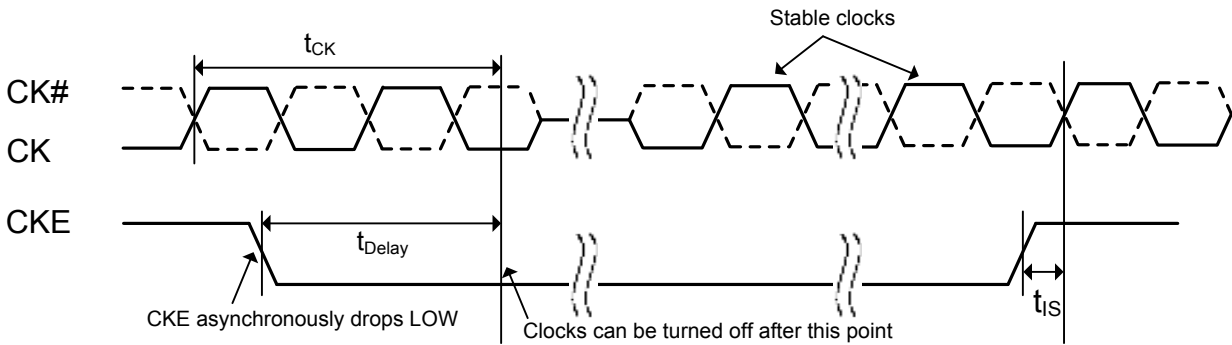 Stable clocks
tCK
CK#
CK
CKE
tDelay
tIS
CKE asynchronously drops LOW
Clocks can be turned off after this point